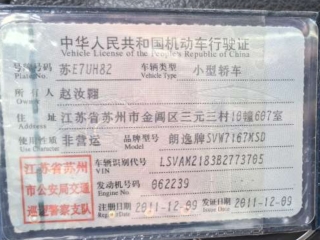 中华人民共和国机动车行驶证
Vehicle License of the People's Republic of China
号牌号码 苏E7UH82 车辆类型 小型轿车
Plate No. Vehicle Type
所有人 赵汝
Owner
住址 江苏省苏州市金阊区三元三村10幢607室
Address
使用性质 非营运 品牌型号 朗逸牌SVW7167KSD
Use Character Model
江苏省苏州市公安局交通巡逻警察支队
车辆识别代号 LSVAM2183B2773705
VIN
发动机号码 062239
Engine No.
注册日期 2011-12-09 发证日期 2011-12-09
Register Date Issue Date